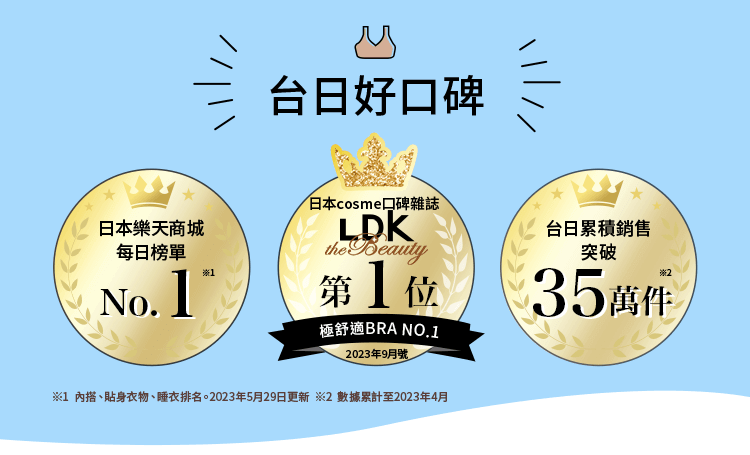 台日好口碑
日本樂天商城
每日榜單
No.1 ※1
日本cosme口碑雜誌
LDK
the Beauty
第1位
極舒適BRA NO.1
2023年9月號
台日累積銷售
突破
35萬件 ※2
※1 內搭、貼身衣物、睡衣排名。2023年5月29日更新 ※2 數據累計至2023年4月